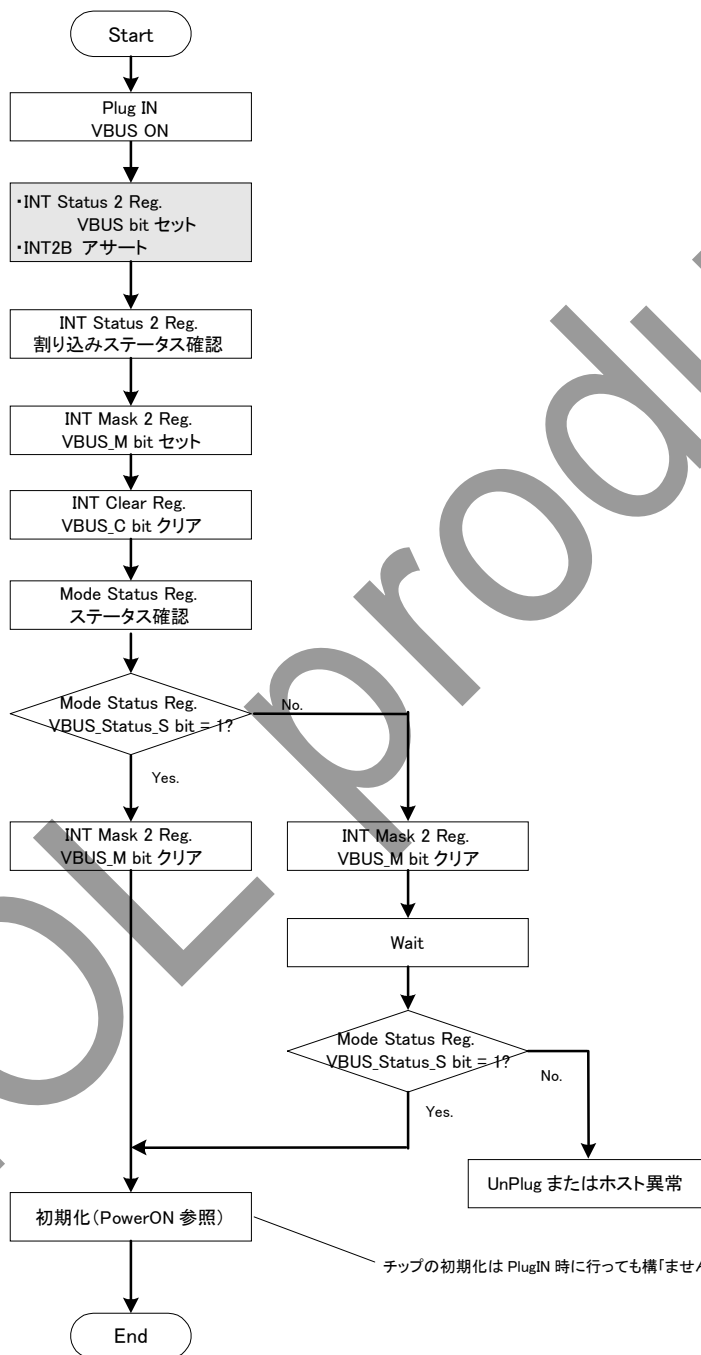 Start
Plug IN
VBUS ON
・INT Status 2 Reg.
VBUS bit セット
・INT2B アサート
INT Status 2 Reg.
割り込みステータス確認
INT Mask 2 Reg.
VBUS_M bit セット
INT Clear Reg.
VBUS_C bit クリア
Mode Status Reg.
ステータス確認
Mode Status Reg.
VBUS_Status_S bit = 1?
No.
Yes.
INT Mask 2 Reg.
VBUS_M bit クリア
INT Mask 2 Reg.
VBUS_M bit クリア
Wait
Mode Status Reg.
VBUS_Status_S bit = 1?
No.
Yes.
UnPlug またはホスト異常
初期化(PowerON 参照)
チップの初期化は PlugIN 時に行っても構｢ません
End
OL produ